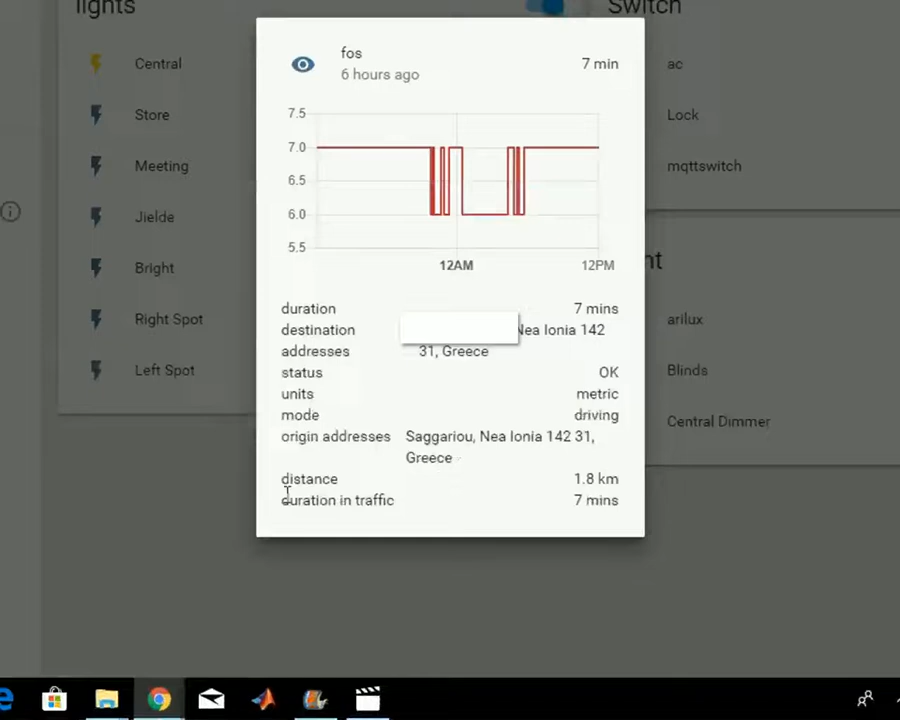 lights
Central
Store
Meeting
Jielde
Bright
Right Spot
Left Spot
fos
6 hours ago
7 min
7.5
7.0
6.5
6.0
5.5
12AM
12PM
duration 7 mins
destination Nea Ionia 142
addresses 31, Greece
status OK
units metric
mode driving
origin addresses Saggariou, Nea Ionia 142 31,
Greece
distance 1.8 km
duration in traffic 7 mins
Switch
ac
Lock
mqttswitch
arilux
Blinds
Central Dimmer